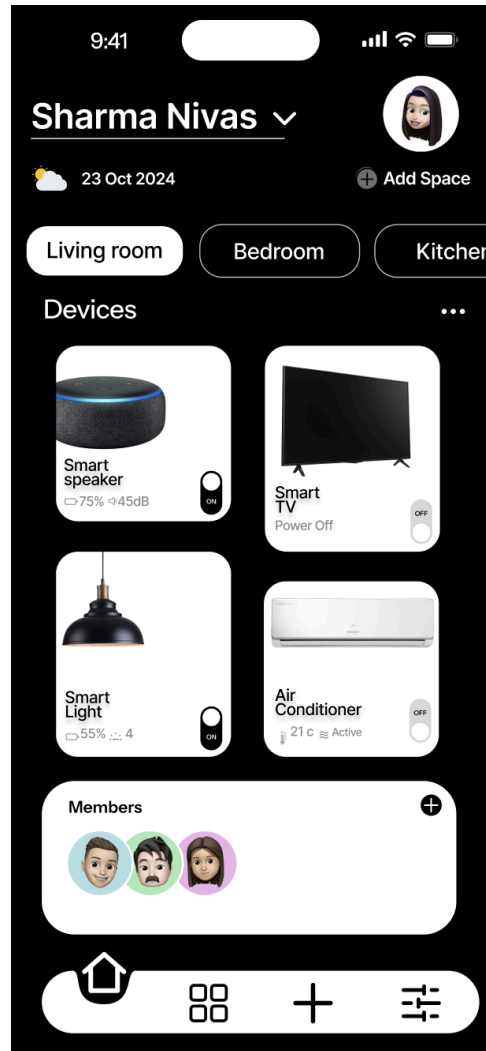 9:41
Sharma Nivas
23 Oct 2024
Add Space
Living room
Bedroom
Kitchen
Devices
Smart
speaker
75% 45dB
ON
Smart
TV
Power Off
OFF
Smart
Light
55% 4
ON
Air
Conditioner
21 c Active
OFF
Members